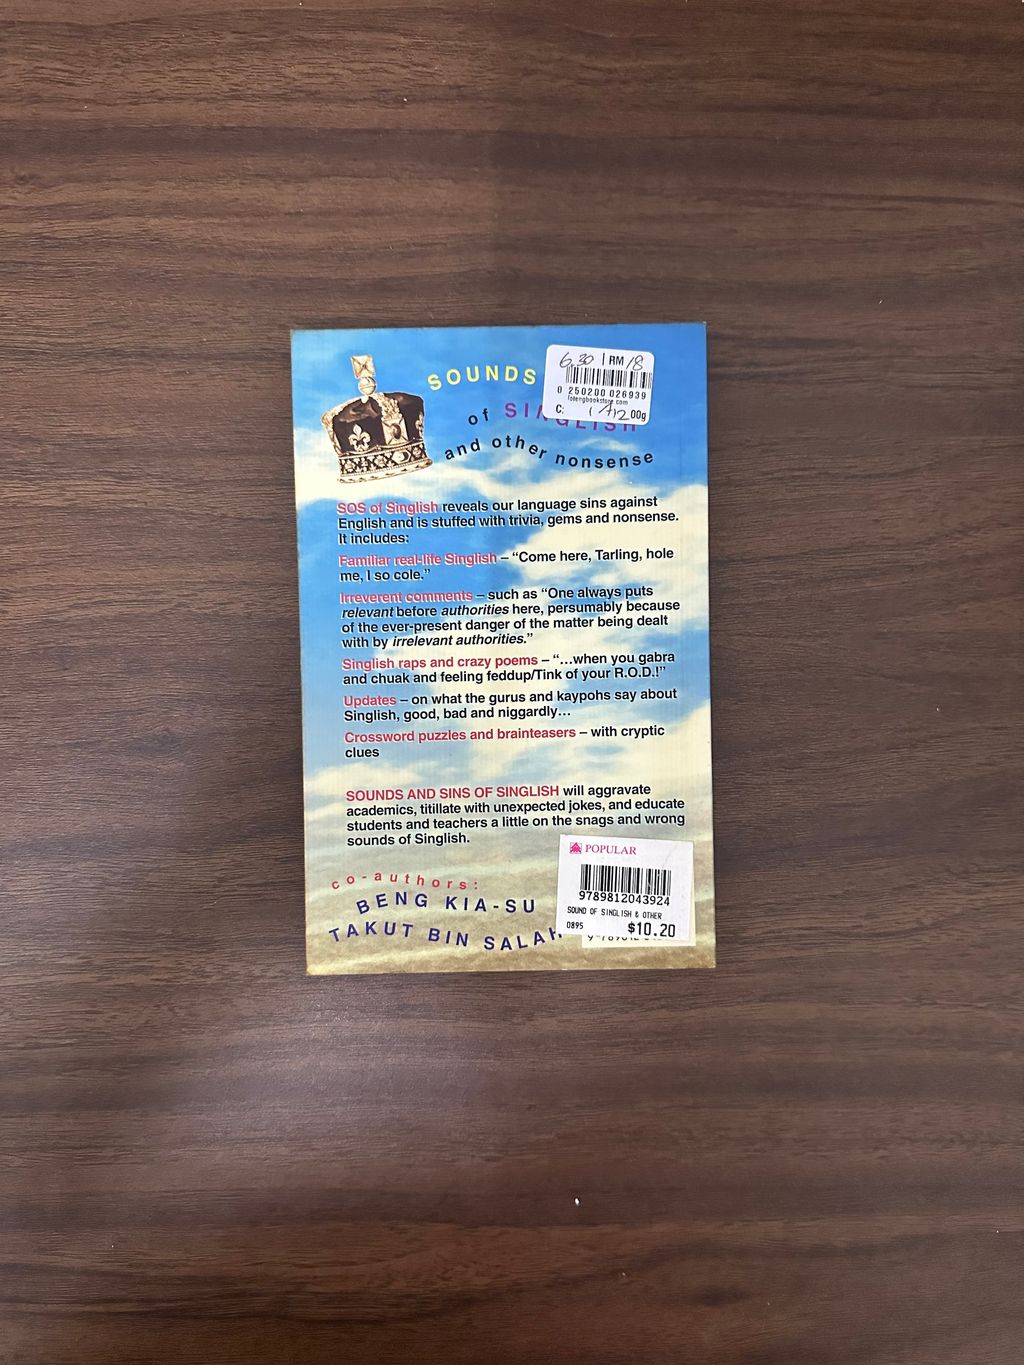 SOUNDS
of SINGLISH
and other nonsense
6.30 | RM 18
0 250200 026939
C:
00g
SOS of Singlish reveals our language sins against
English and is stuffed with trivia, gems and nonsense.
It includes:
Familiar real-life Singlish – “Come here, Tarling, hole
me, I so cole.”
Irreverent comments – such as “One always puts
relevant before authorities here, persumably because
of the ever-present danger of the matter being dealt
with by irrelevant authorities.”
Singlish raps and crazy poems – “...when you gabra
and chuak and feeling feddup/Tink of your R.O.D.!”
Updates – on what the gurus and kaypohs say about
Singlish, good, bad and niggardly...
Crossword puzzles and brainteasers – with cryptic
clues
SOUNDS AND SINS OF SINGLISH will aggravate
academics, titillate with unexpected jokes, and educate
students and teachers a little on the snags and wrong
sounds of Singlish.
co-authors:
BENG KIA-SU
TAKUT BIN SALAH
POPULAR
9789812043924
SOUND OF SINGLISH & OTHER
0895 $10.20